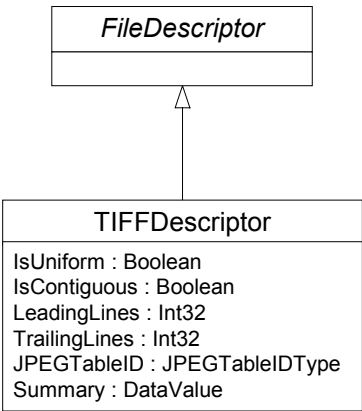 FileDescriptor
TIFFDescriptor
IsUniform : Boolean
IsContiguous : Boolean
LeadingLines : Int32
TrailingLines : Int32
JPEGTableID : JPEGTableIDType
Summary : DataValue